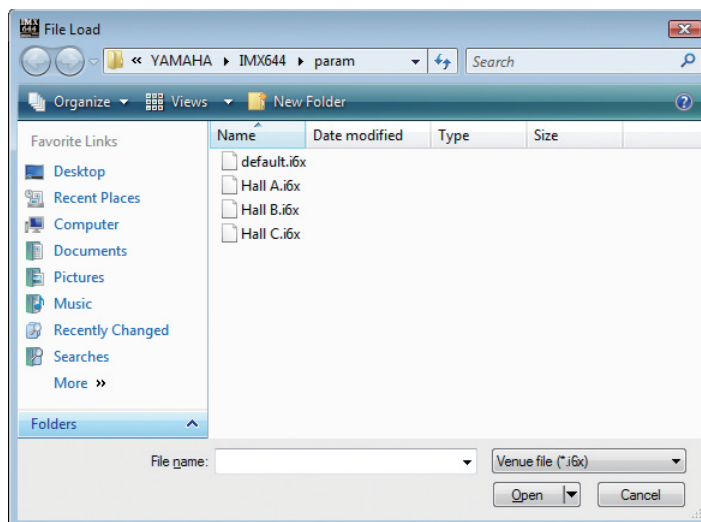 IMX
644 File Load
« YAMAHA ▸ IMX644 ▸ param
Search
Organize Views New Folder
Favorite Links
Desktop
Recent Places
Computer
Documents
Pictures
Music
Recently Changed
Searches
More »
Folders
Name Date modified Type Size
default.i6x
Hall A.i6x
Hall B.i6x
Hall C.i6x
File name:
Venue file (*.i6x)
Open Cancel